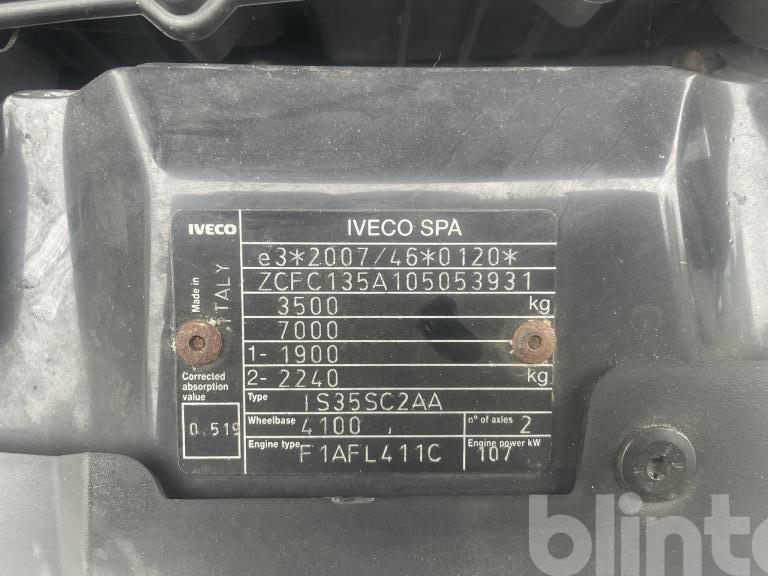 IVECO
IVECO SPA
e3*2007/46*0120*
ZCFC135A105053931
3500 kg
7000
1- 1900
2- 2240 kg
Made in
ITALY
Corrected
absorption
value
0.519
Type IS35SC2AA
Wheelbase 4100 n° of axles 2
Engine type F1AFL411C Engine power kW 107
blinto